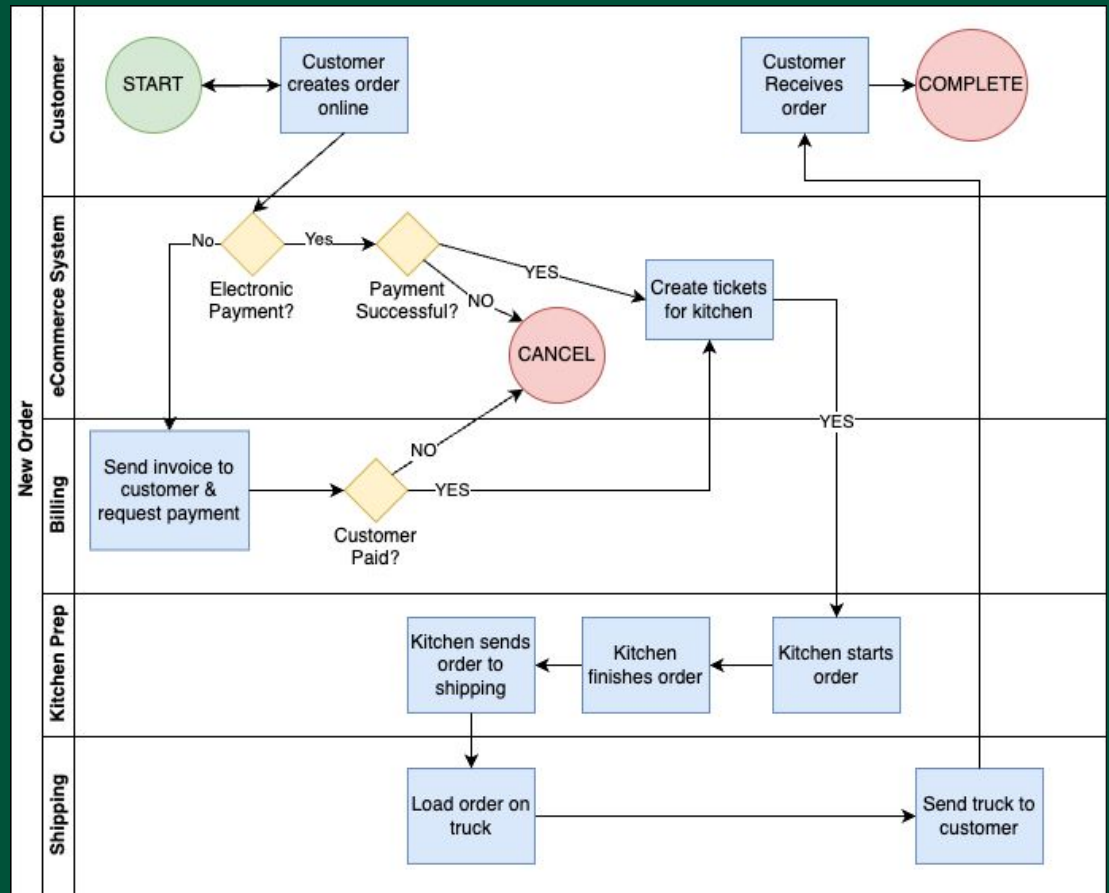 New Order
Customer
START
Customer
creates order
online
Customer
Receives
order
COMPLETE
eCommerce System
No
Yes
Electronic
Payment?
Payment
Successful?
YES
NO
CANCEL
Create tickets
for kitchen
YES
Billing
Send invoice to
customer &
request payment
NO
YES
Customer
Paid?
Kitchen Prep
Kitchen sends
order to
shipping
Kitchen
finishes order
Kitchen starts
order
Shipping
Load order on
truck
Send truck to
customer